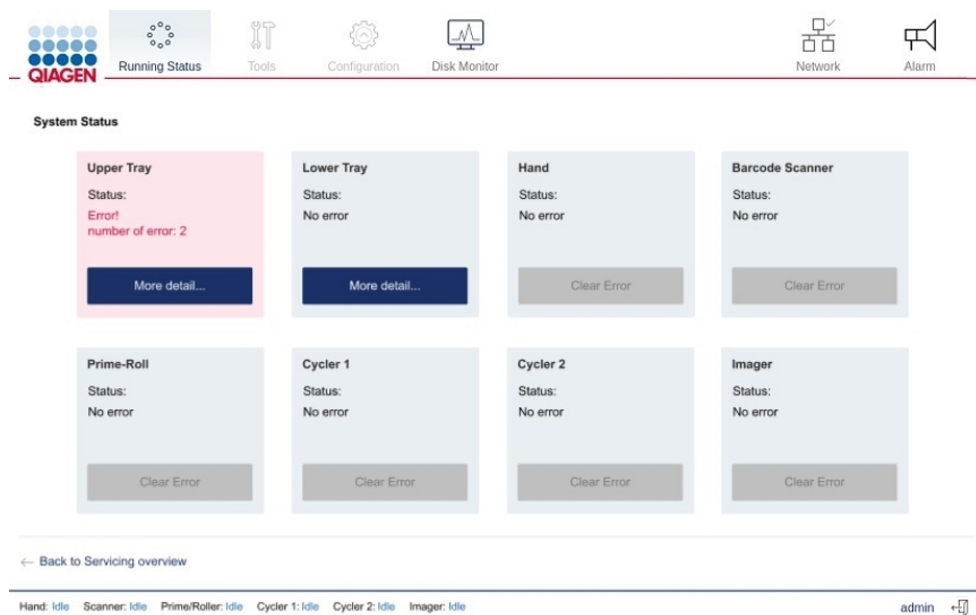 QIAGEN
Running Status Tools Configuration Disk Monitor Network Alarm
System Status
Upper Tray
Status:
Error!
number of error: 2
More detail...
Lower Tray
Status:
No error
More detail...
Hand
Status:
No error
Clear Error
Barcode Scanner
Status:
No error
Clear Error
Prime-Roll
Status:
No error
Clear Error
Cycler 1
Status:
No error
Clear Error
Cycler 2
Status:
No error
Clear Error
Imager
Status:
No error
Clear Error
← Back to Servicing overview
Hand: Idle Scanner: Idle Prime/Roller: Idle Cycler 1: Idle Cycler 2: Idle Imager: Idle admin